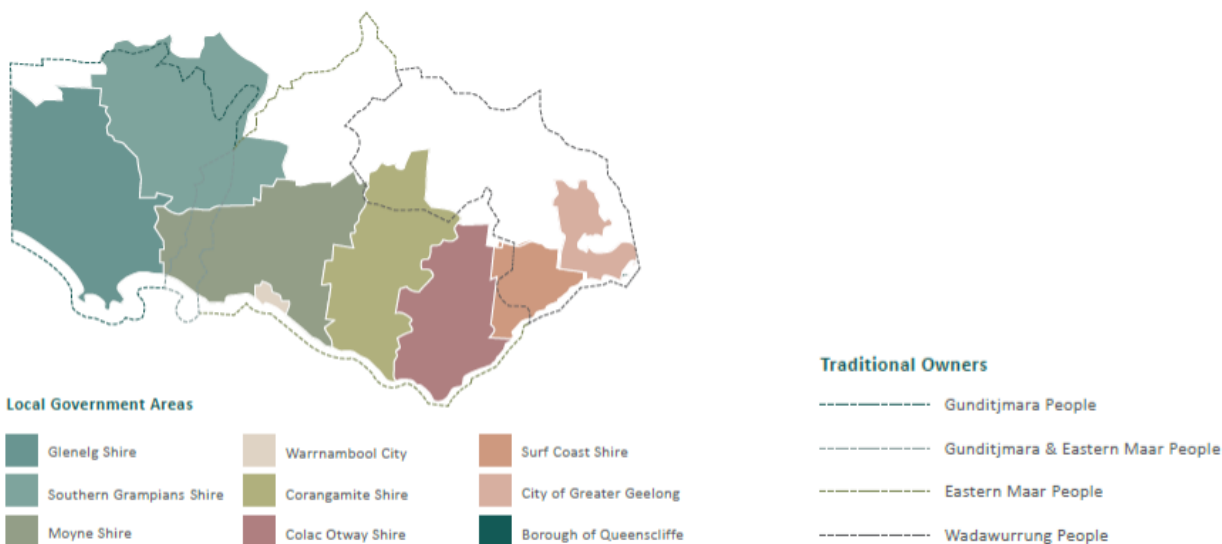 Traditional Owners
Gunditjmara People
Local Government Areas
Glenelg Shire
Warrnambool City
Surf Coast Shire
Gunditjmara & Eastern Maar People
Southern Grampians Shire
Corangamite Shire
City of Greater Geelong
Eastern Maar People
Moyne Shire
Colac Otway Shire
Borough of Queenscliffe
Wadawurrung People